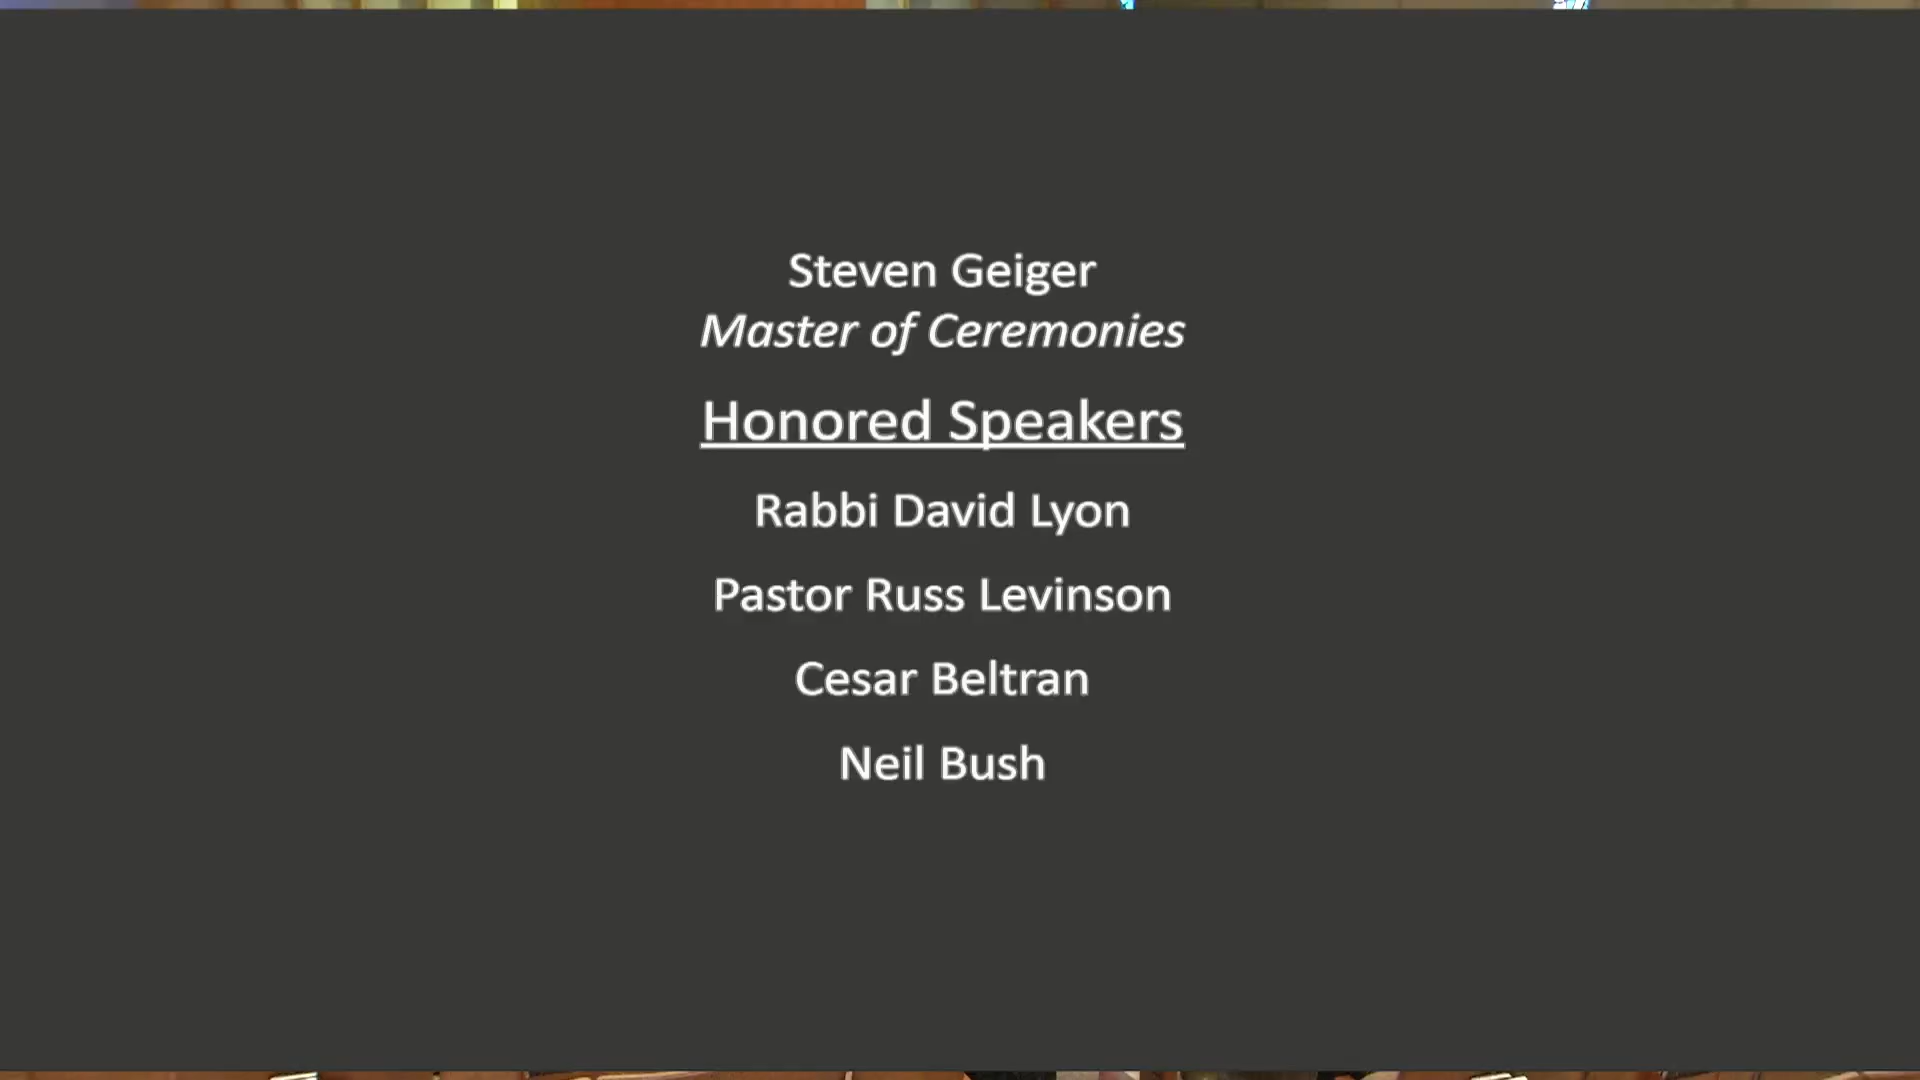 Steven Geiger
Master of Ceremonies
Honored Speakers
Rabbi David Lyon
Pastor Russ Levinson
Cesar Beltran
Neil Bush